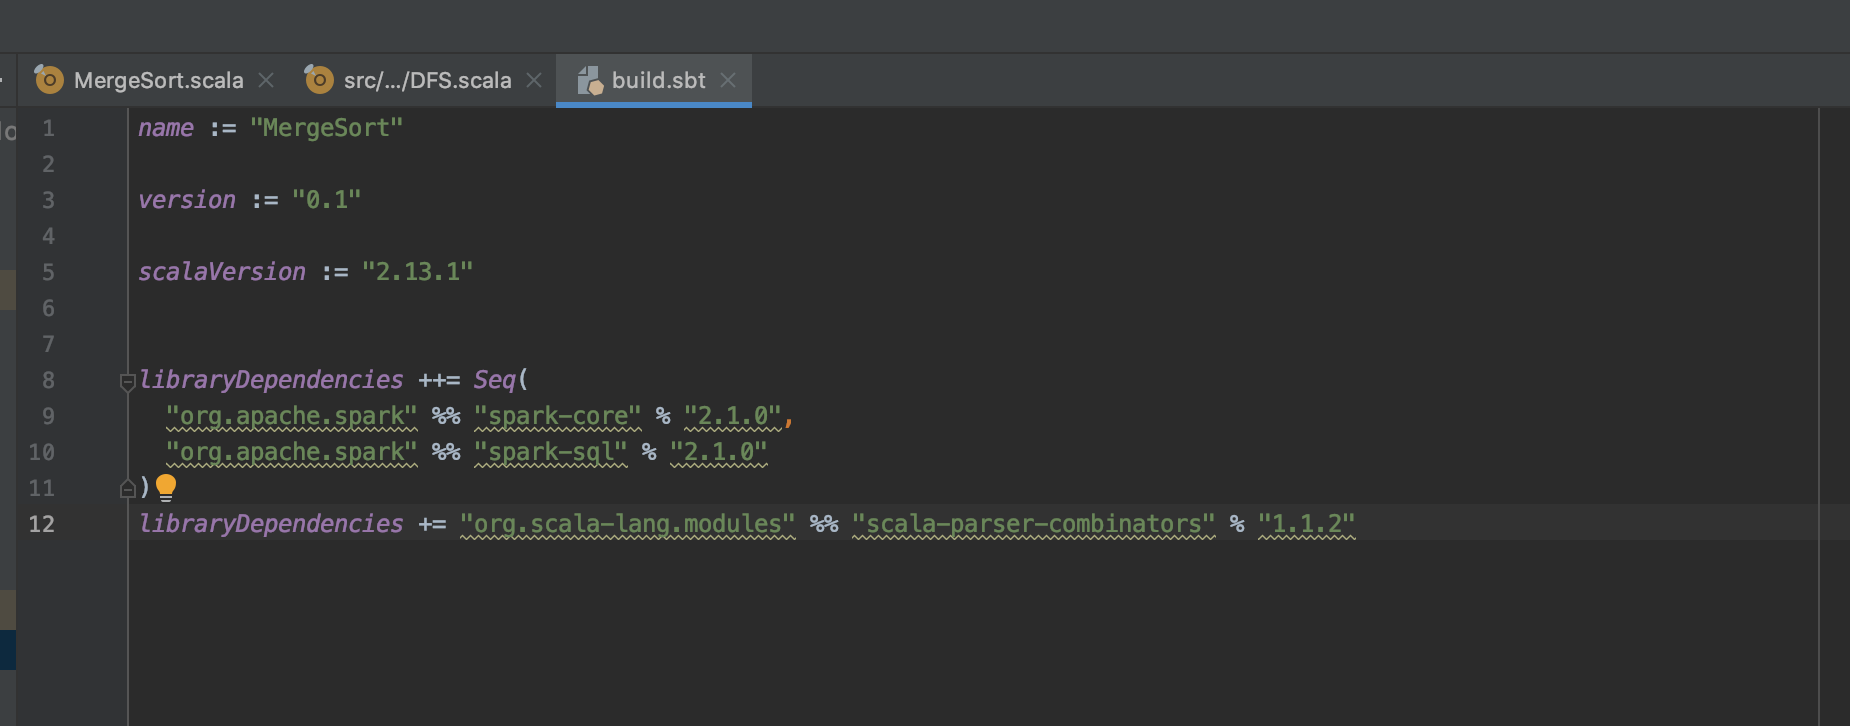 MergeSort.scala src/.../DFS.scala build.sbt
1 name := "MergeSort"
2
3 version := "0.1"
4
5 scalaVersion := "2.13.1"
6
7
8 libraryDependencies ++= Seq(
9 "org.apache.spark" %% "spark-core" % "2.1.0",
10 "org.apache.spark" %% "spark-sql" % "2.1.0"
11 )
12 libraryDependencies += "org.scala-lang.modules" %% "scala-parser-combinators" % "1.1.2"